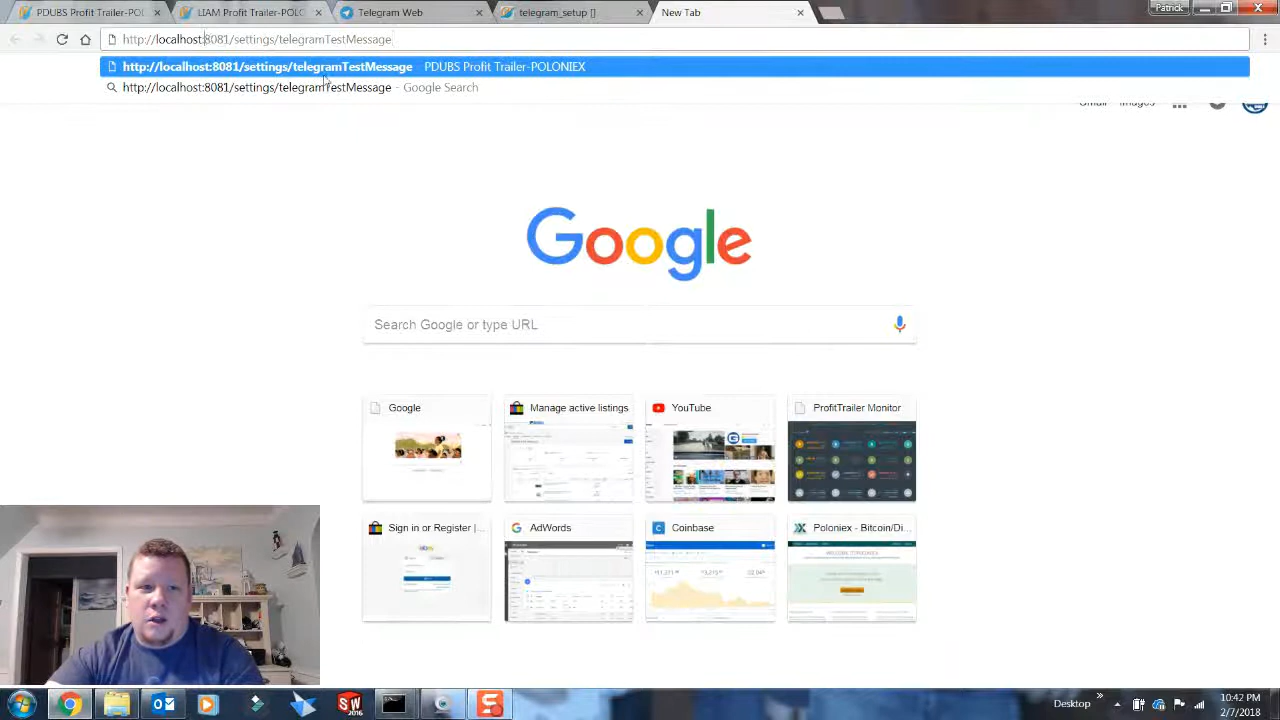 PDUBS Profit Trailer-POL
LIAM Profit Trailer-POLO
Telegram Web
telegram_setup []
New Tab
Patrick
http://localhost:8081/settings/telegramTestMessage
http://localhost:8081/settings/telegramTestMessage PDUBS Profit Trailer-POLONIEX
http://localhost:8081/settings/telegramTestMessage - Google Search
Gmail Images
Google
Search Google or type URL
Google
Manage active listings
YouTube
ProfitTrailer Monitor
Sign in or Register |...
AdWords
Coinbase
Poloniex - Bitcoin/Di...
Desktop
10:42 PM
2/7/2018